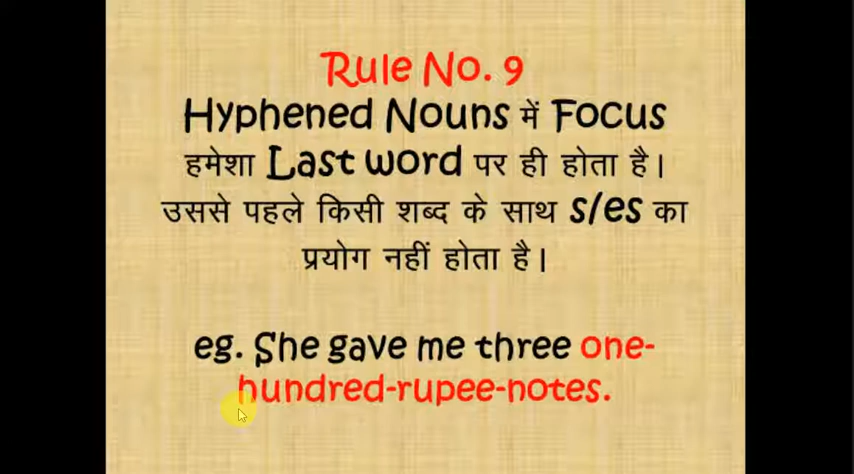 Rule No. 9
Hyphened Nouns में Focus
हमेशा Last word पर ही होता है।
उससे पहले किसी शब्द के साथ s/es का
प्रयोग नहीं होता है।
eg. She gave me three one-
hundred-rupee-notes.